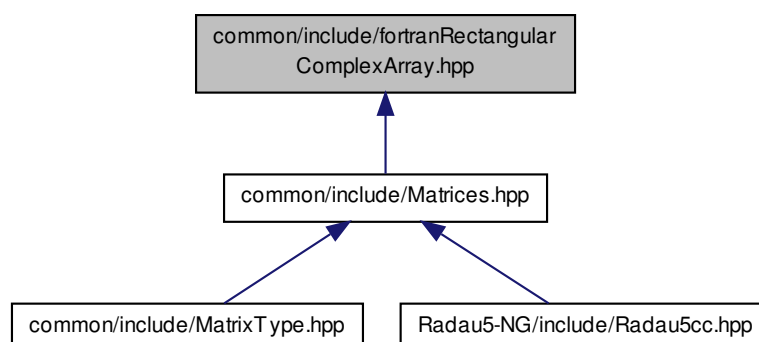 common/include/fortranRectangular
ComplexArray.hpp
common/include/Matrices.hpp
common/include/MatrixType.hpp
Radau5-NG/include/Radau5cc.hpp